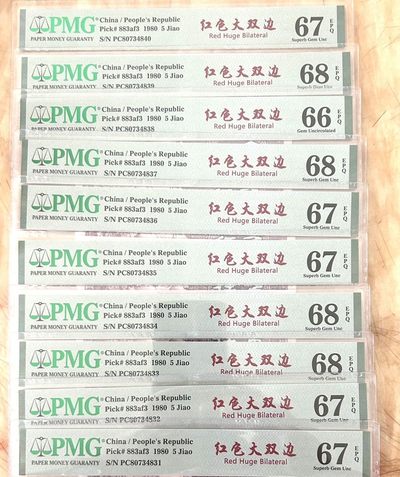 PMG
PAPER MONEY GUARANTY
China / People's Republic
Pick# 883af3 1980 5 Jiao
S/N PC80734840
红色大双边
Red Huge Bilateral
67 EPQ
Superb Gem Unc
PMG
PAPER MONEY GUARANTY
China / People's Republic
Pick# 883af3 1980 5 Jiao
S/N PC80734839
红色大双边
Red Huge Bilateral
68 EPQ
Superb Gem Unc
PMG
PAPER MONEY GUARANTY
China / People's Republic
Pick# 883af3 1980 5 Jiao
S/N PC80734838
红色大双边
Red Huge Bilateral
66 EPQ
Gem Uncirculated
PMG
PAPER MONEY GUARANTY
China / People's Republic
Pick# 883af3 1980 5 Jiao
S/N PC80734837
红色大双边
Red Huge Bilateral
68 EPQ
Superb Gem Unc
PMG
PAPER MONEY GUARANTY
China / People's Republic
Pick# 883af3 1980 5 Jiao
S/N PC80734836
红色大双边
Red Huge Bilateral
67 EPQ
Superb Gem Unc
PMG
PAPER MONEY GUARANTY
China / People's Republic
Pick# 883af3 1980 5 Jiao
S/N PC80734835
红色大双边
Red Huge Bilateral
67 EPQ
Superb Gem Unc
PMG
PAPER MONEY GUARANTY
China / People's Republic
Pick# 883af3 1980 5 Jiao
S/N PC80734834
红色大双边
Red Huge Bilateral
68 EPQ
Superb Gem Unc
PMG
PAPER MONEY GUARANTY
China / People's Republic
Pick# 883af3 1980 5 Jiao
S/N PC80734833
红色大双边
Red Huge Bilateral
68 EPQ
Superb Gem Unc
PMG
PAPER MONEY GUARANTY
China / People's Republic
Pick# 883af3 1980 5 Jiao
S/N PC80734832
红色大双边
Red Huge Bilateral
67 EPQ
Superb Gem Unc
PMG
PAPER MONEY GUARANTY
China / People's Republic
Pick# 883af3 1980 5 Jiao
S/N PC80734831
红色大双边
Red Huge Bilateral
67 EPQ
Superb Gem Unc